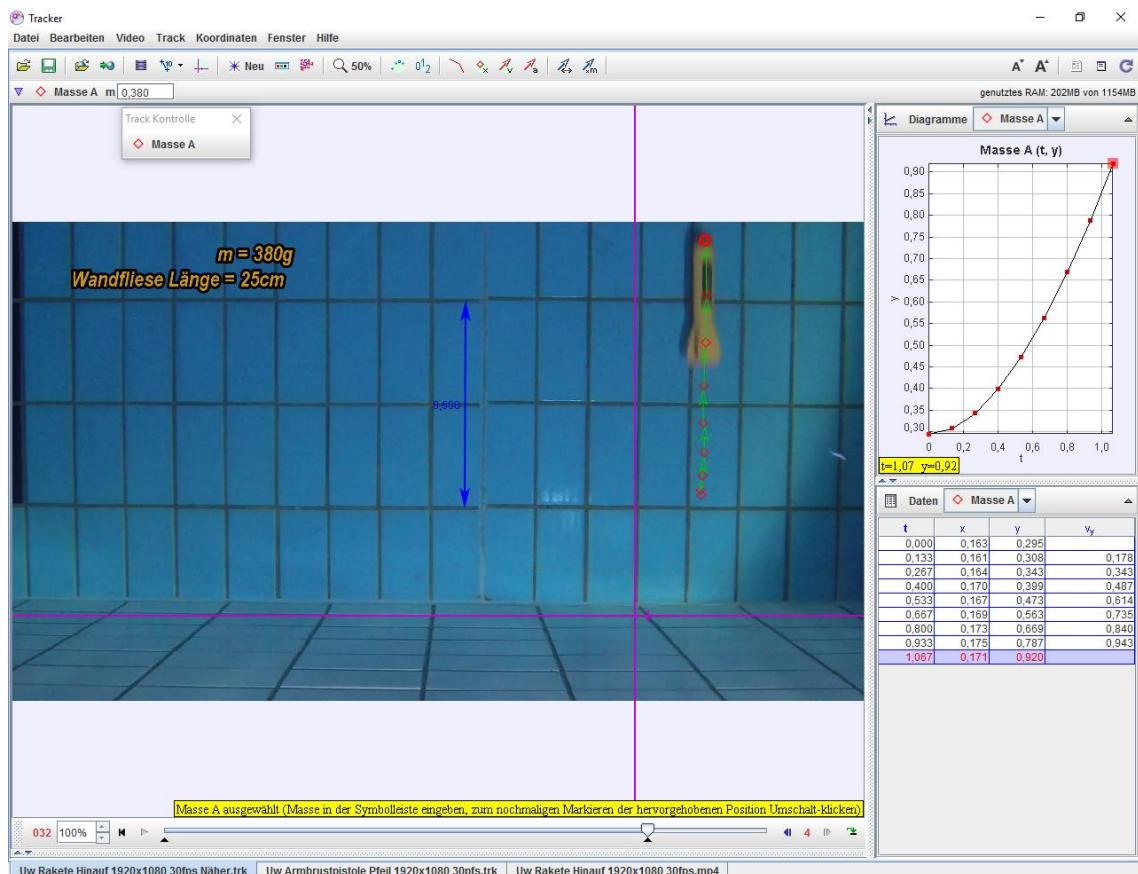 Tracker
Datei Bearbeiten Video Track Koordinaten Fenster Hilfe
Neu 50%
Masse A m 0,380
genutztes RAM: 202MB von 1154MB
Track Kontrolle
Masse A
m = 380g
Wandfliese Länge = 25cm
0,500
Diagramme Masse A
Masse A (t, y)
0,90
0,85
0,80
0,75
0,70
0,65
0,60
0,55
0,50
0,45
0,40
0,35
0,30
y
0 0,2 0,4 0,6 0,8 1,0
t
t=1,07 y=0,92
Daten Masse A
t x y vy
0,000 0,163 0,295
0,133 0,161 0,308 0,178
0,267 0,164 0,343 0,343
0,400 0,170 0,399 0,487
0,533 0,167 0,473 0,614
0,667 0,169 0,563 0,735
0,800 0,173 0,669 0,840
0,933 0,175 0,787 0,943
1,067 0,171 0,920
Masse A ausgewählt (Masse in der Symbolleiste eingeben, zum nochmaligen Markieren der hervorgehobenen Position Umschalt-klicken)
032 100% 4
Uw Rakete Hinauf 1920x1080 30fps Näher.trk Uw Armbrustpistole Pfeil 1920x1080 30pfs.trk Uw Rakete Hinauf 1920x1080 30fps.mp4